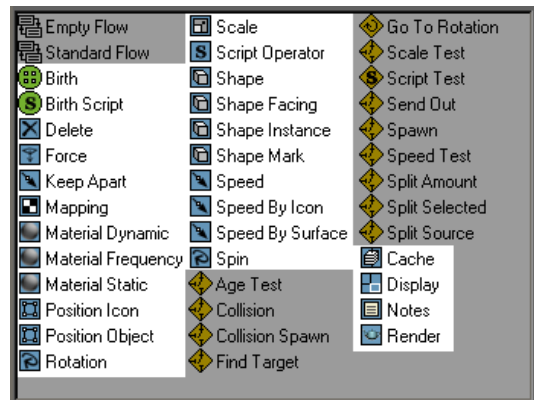 Empty Flow
Standard Flow
Birth
Birth Script
Delete
Force
Keep Apart
Mapping
Material Dynamic
Material Frequency
Material Static
Position Icon
Position Object
Rotation
Scale
Script Operator
Shape
Shape Facing
Shape Instance
Shape Mark
Speed
Speed By Icon
Speed By Surface
Spin
Age Test
Collision
Collision Spawn
Find Target
Go To Rotation
Scale Test
Script Test
Send Out
Spawn
Speed Test
Split Amount
Split Selected
Split Source
Cache
Display
Notes
Render